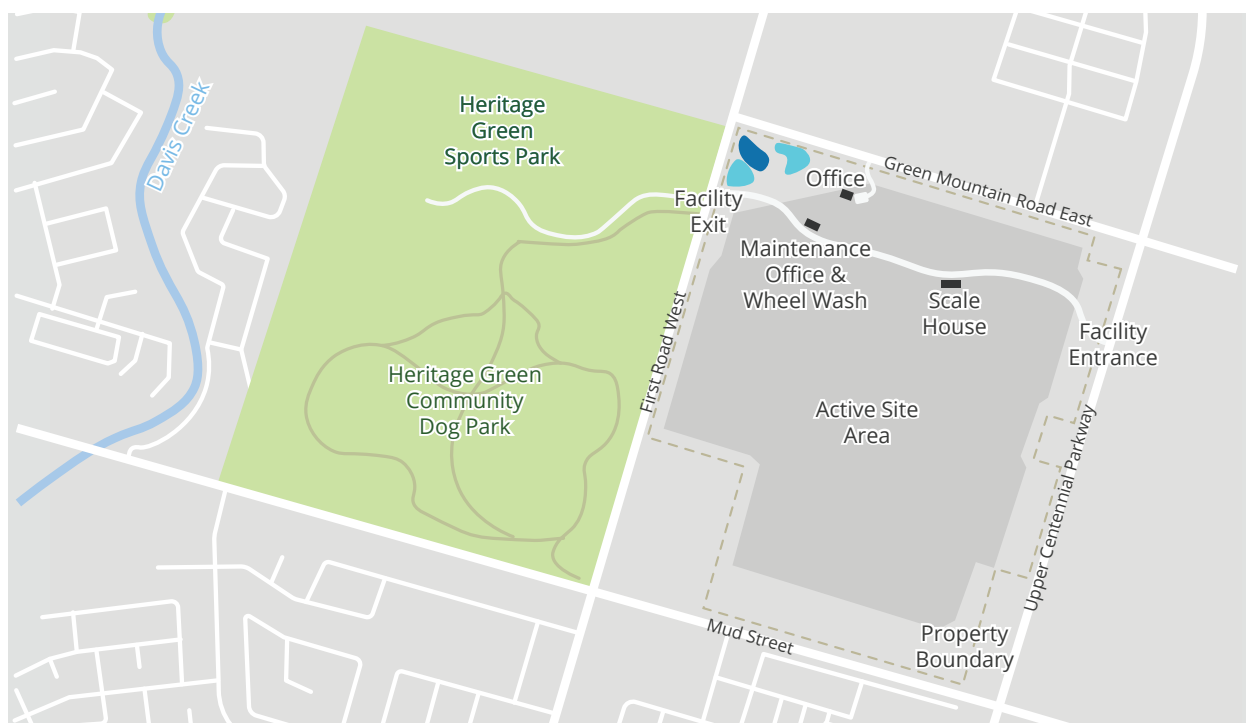 Davis Creek
Heritage
Green
Sports Park
Green Mountain Road East
Office
Facility
Exit
Maintenance
Office &
Wheel Wash
Scale
House
Facility
Entrance
First Road West
Heritage Green
Community
Dog Park
Active Site
Area
Upper Centennial Parkway
Mud Street
Property
Boundary